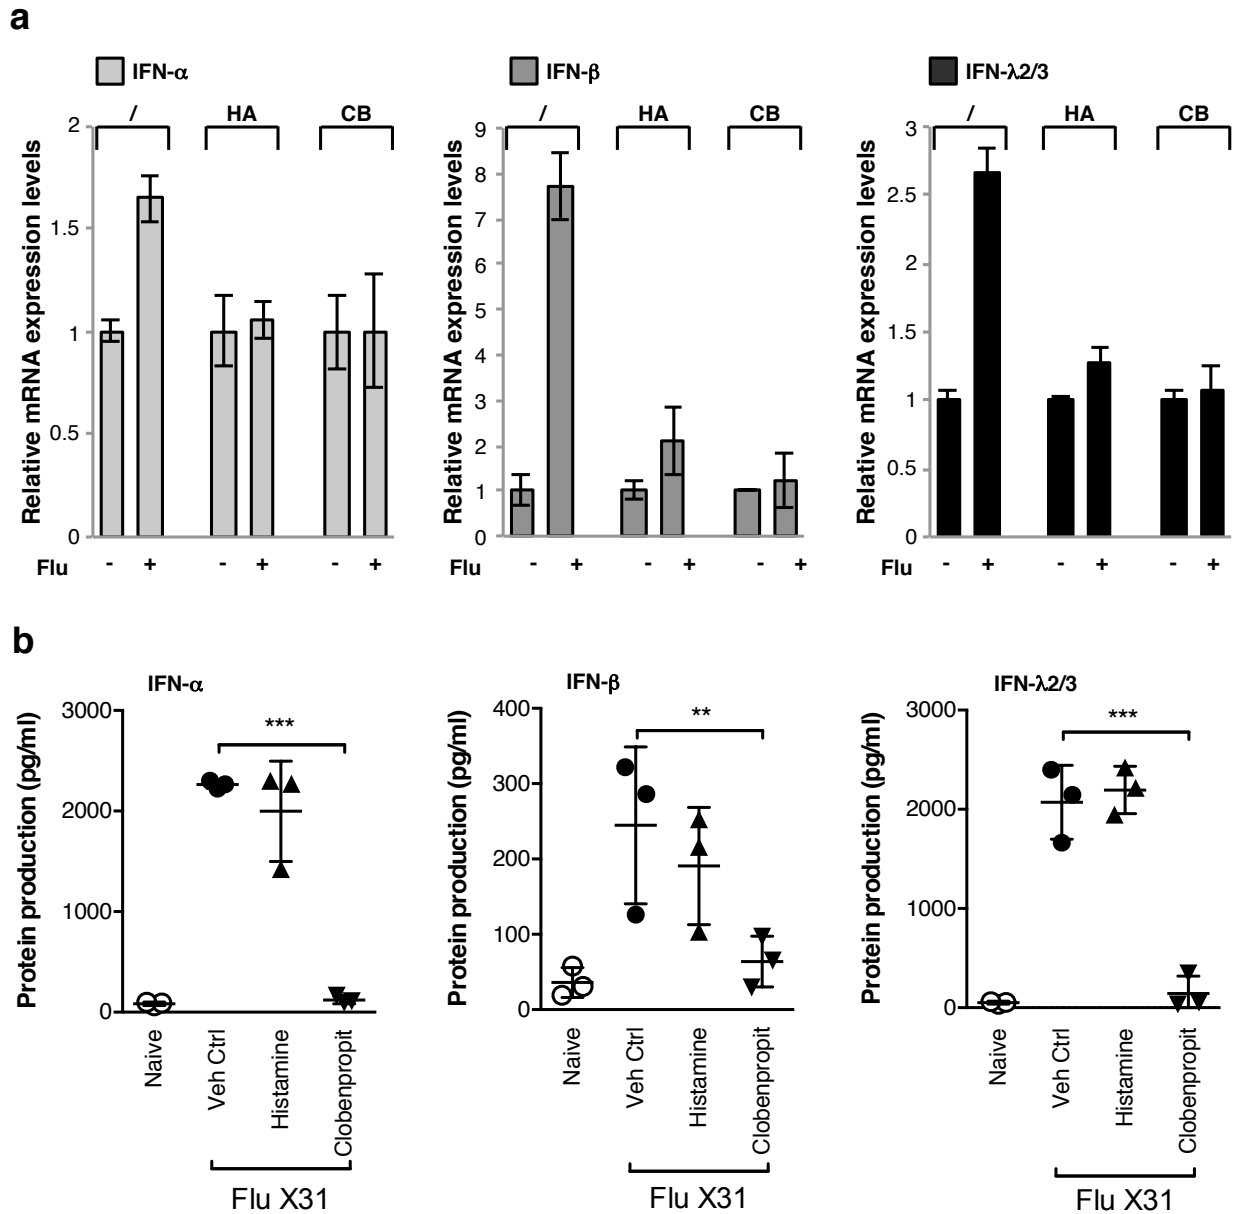 a
IFN-α
IFN-β
IFN-λ2/3
/ HA CB
/ HA CB
/ HA CB
Relative mRNA expression levels
2
1.5
1
0.5
0
Relative mRNA expression levels
9
8
7
6
5
4
3
2
1
0
Relative mRNA expression levels
3
2.5
2
1.5
1
0.5
0
Flu - + - + - +
Flu - + - + - +
Flu - + - + - +
b
IFN-α
Protein production (pg/ml)
3000
2000
1000
0
***
Naive
Veh Ctrl
Histamine
Clobenpropit
Flu X31
IFN-β
Protein production (pg/ml)
400
300
200
100
0
**
Naive
Veh Ctrl
Histamine
Clobenpropit
Flu X31
IFN-λ2/3
Protein production (pg/ml)
3000
2000
1000
0
***
Naive
Veh Ctrl
Histamine
Clobenpropit
Flu X31